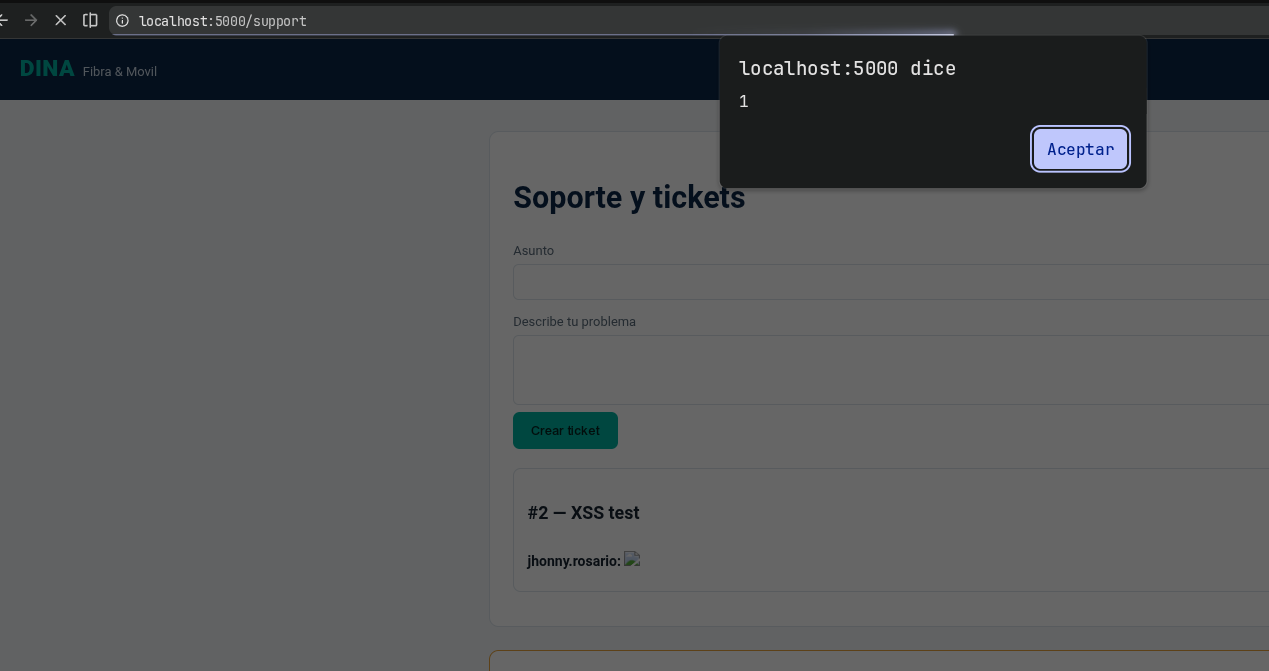 localhost:5000/support
DINA Fibra & Movil
localhost:5000 dice
1
Aceptar
Soporte y tickets
Asunto
Describe tu problema
Crear ticket
#2 — XSS test
jhonny.rosario: